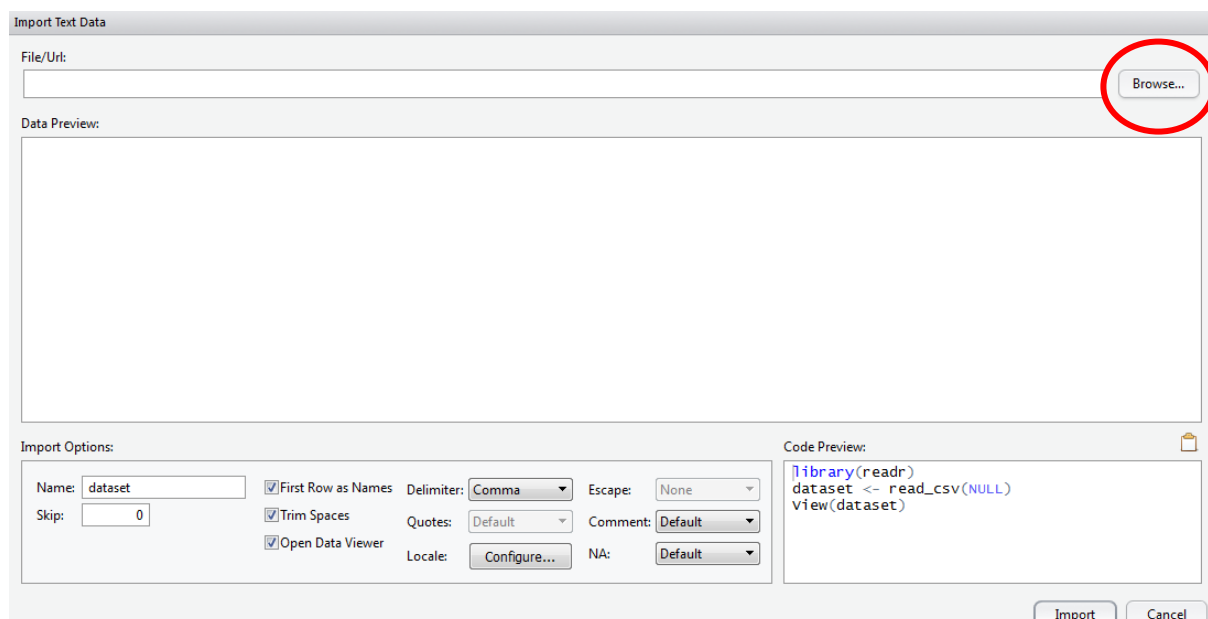 Import Text Data
File/Url:
Browse...
Data Preview:
Import Options:
Name: dataset
Skip: 0
First Row as Names
Trim Spaces
Open Data Viewer
Delimiter: Comma
Quotes: Default
Locale: Configure...
Escape: None
Comment: Default
NA: Default
Code Preview:
library(readr)
dataset <- read_csv(NULL)
View(dataset)
Import Cancel